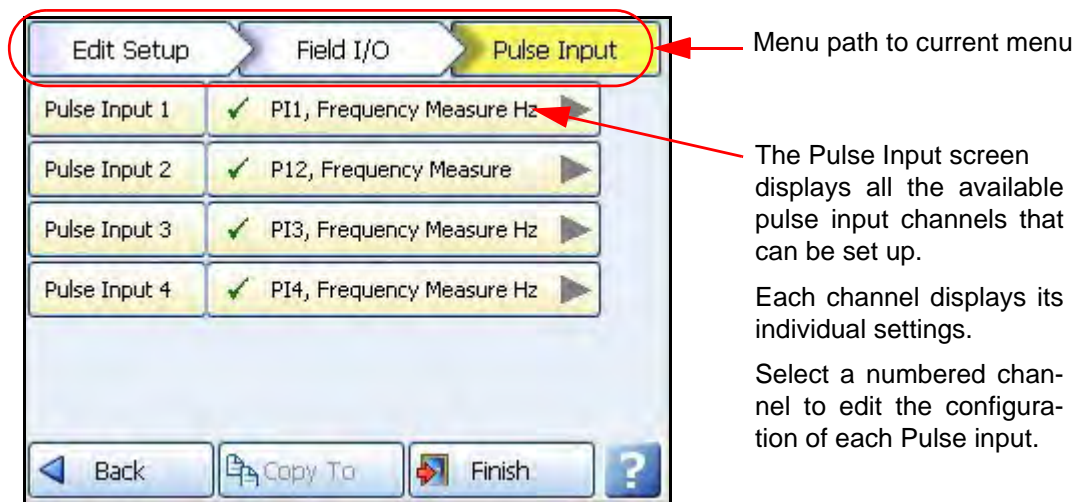 Edit Setup
Field I/O
Pulse Input
Menu path to current menu
Pulse Input 1
✓ PI1, Frequency Measure Hz
Pulse Input 2
✓ P12, Frequency Measure
Pulse Input 3
✓ PI3, Frequency Measure Hz
Pulse Input 4
✓ PI4, Frequency Measure Hz
The Pulse Input screen
displays all the available
pulse input channels that
can be set up.
Each channel displays its
individual settings.
Select a numbered chan-
nel to edit the configura-
tion of each Pulse input.
Back
Copy To
Finish
?